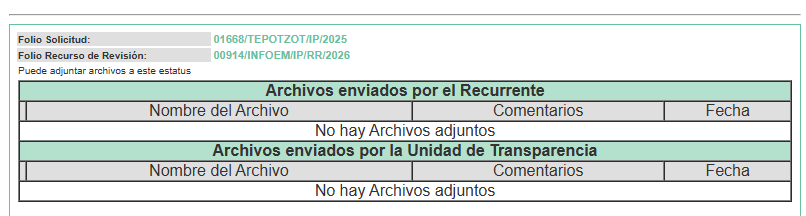 Folio Solicitud: 01668/TEPOTZOT/IP/2025
Folio Recurso de Revisión: 00914/INFOEM/IP/RR/2026
Puede adjuntar archivos a este estatus
Archivos enviados por el Recurrente
Nombre del Archivo Comentarios Fecha
No hay Archivos adjuntos
Archivos enviados por la Unidad de Transparencia
Nombre del Archivo Comentarios Fecha
No hay Archivos adjuntos